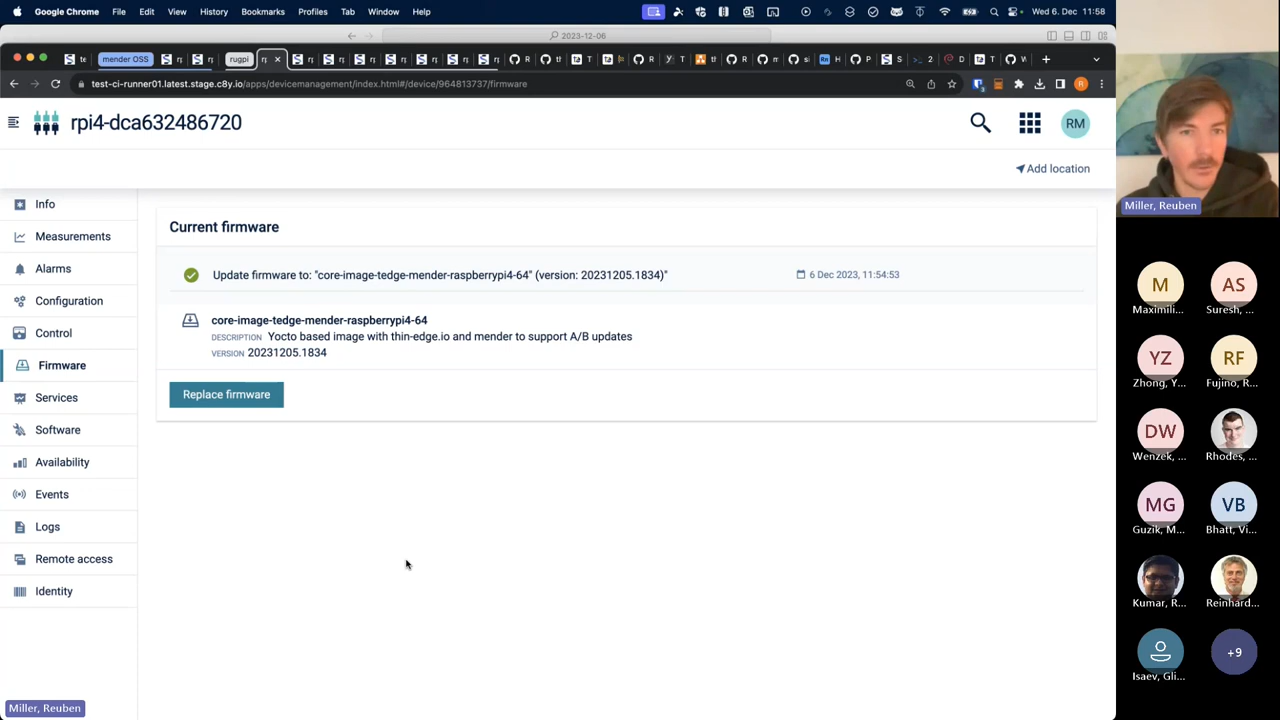 Google Chrome File Edit View History Bookmarks Profiles Tab Window Help
Wed 6. Dec 11:58
2023-12-06
mender OSS
rugpi
test-ci-runner01.latest.stage.c8y.io/apps/devicemanagement/index.html#/device/964813737/firmware
rpi4-dca632486720
RM
Add location
Info
Measurements
Alarms
Configuration
Control
Firmware
Services
Software
Availability
Events
Logs
Remote access
Identity
Current firmware
Update firmware to: "core-image-tedge-mender-raspberrypi4-64" (version: 20231205.1834)"
6 Dec 2023, 11:54:53
core-image-tedge-mender-raspberrypi4-64
DESCRIPTION Yocto based image with thin-edge.io and mender to support A/B updates
VERSION 20231205.1834
Replace firmware
Miller, Reuben
Miller, Reuben
M
AS
Maximili...
Suresh, ...
YZ
RF
Zhong, Y...
Fujino, R...
DW
Wenzek, ...
Rhodes, ...
MG
VB
Guzik, M...
Bhatt, Vi...
Kumar, R...
Reinhard...
+9
Isaev, Gli...